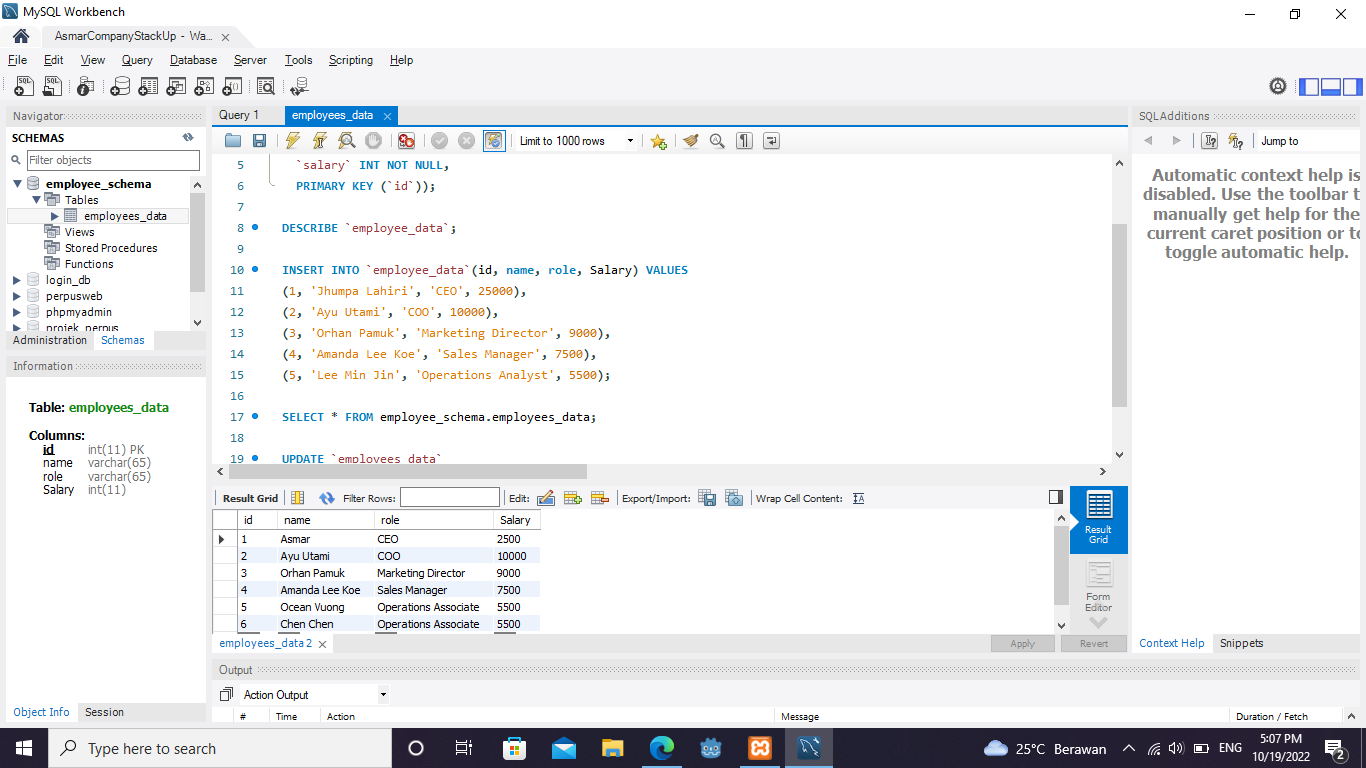 MySQL Workbench
AsmarCompanyStackUp - Wa...
File Edit View Query Database Server Tools Scripting Help
Navigator
SCHEMAS
Filter objects
employee_schema
Tables
employees_data
Views
Stored Procedures
Functions
login_db
perpusweb
phpmyadmin
projek_perpus
Administration Schemas
Information
Table: employees_data
Columns:
id int(11) PK
name varchar(65)
role varchar(65)
Salary int(11)
Object Info Session
Query 1 employees_data
Limit to 1000 rows
5 `salary` INT NOT NULL,
6 PRIMARY KEY (`id`));
7
8 DESCRIBE `employee_data`;
9
10 INSERT INTO `employee_data`(id, name, role, Salary) VALUES
11 (1, 'Jhumpa Lahiri', 'CEO', 25000),
12 (2, 'Ayu Utami', 'COO', 10000),
13 (3, 'Orhan Pamuk', 'Marketing Director', 9000),
14 (4, 'Amanda Lee Koe', 'Sales Manager', 7500),
15 (5, 'Lee Min Jin', 'Operations Analyst', 5500);
16
17 SELECT * FROM employee_schema.employees_data;
18
19 UPDATE `employees_data`
Result Grid Filter Rows: Edit: Export/Import: Wrap Cell Content:
id name role Salary
1 Asmar CEO 2500
2 Ayu Utami COO 10000
3 Orhan Pamuk Marketing Director 9000
4 Amanda Lee Koe Sales Manager 7500
5 Ocean Vuong Operations Associate 5500
6 Chen Chen Operations Associate 5500
Result
Grid
Form
Editor
employees_data 2 Apply Revert
Output
Action Output
# Time Action Message Duration / Fetch
SQLAdditions
Jump to
Automatic context help is
disabled. Use the toolbar t
manually get help for the
current caret position or to
toggle automatic help.
Context Help Snippets
Type here to search
25°C Berawan ENG
5:07 PM
10/19/2022
2